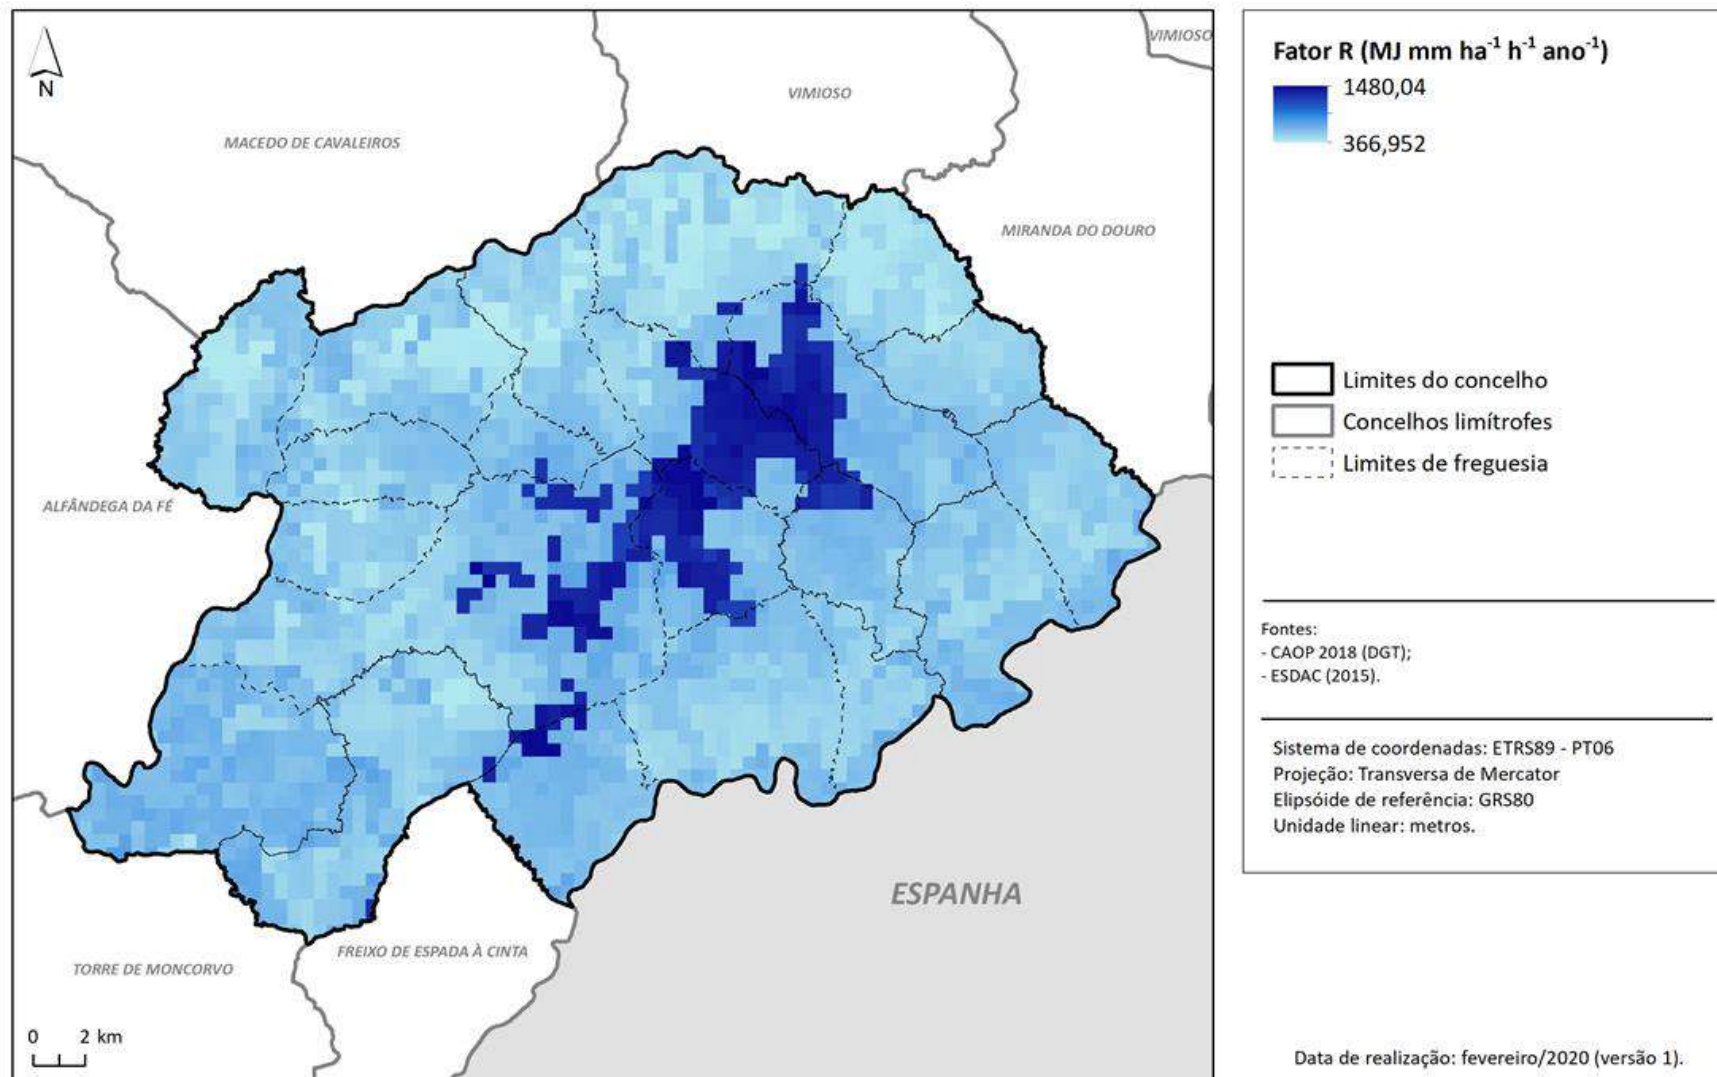 N
MACEDO DE CAVALEIROS
VIMIOSO
VIMIOSO
MIRANDA DO DOURO
ALFÂNDEGA DA FÉ
ESPANHA
TORRE DE MONCORVO
FREIXO DE ESPADA À CINTA
0 2 km
Fator R (MJ mm ha⁻¹ h⁻¹ ano⁻¹)
1480,04
366,952
Limites do concelho
Concelhos limítrofes
Limites de freguesia
Fontes:
- CAOP 2018 (DGT);
- ESDAC (2015).
Sistema de coordenadas: ETRS89 - PT06
Projeção: Transversa de Mercator
Elipsóide de referência: GRS80
Unidade linear: metros.
Data de realização: fevereiro/2020 (versão 1).